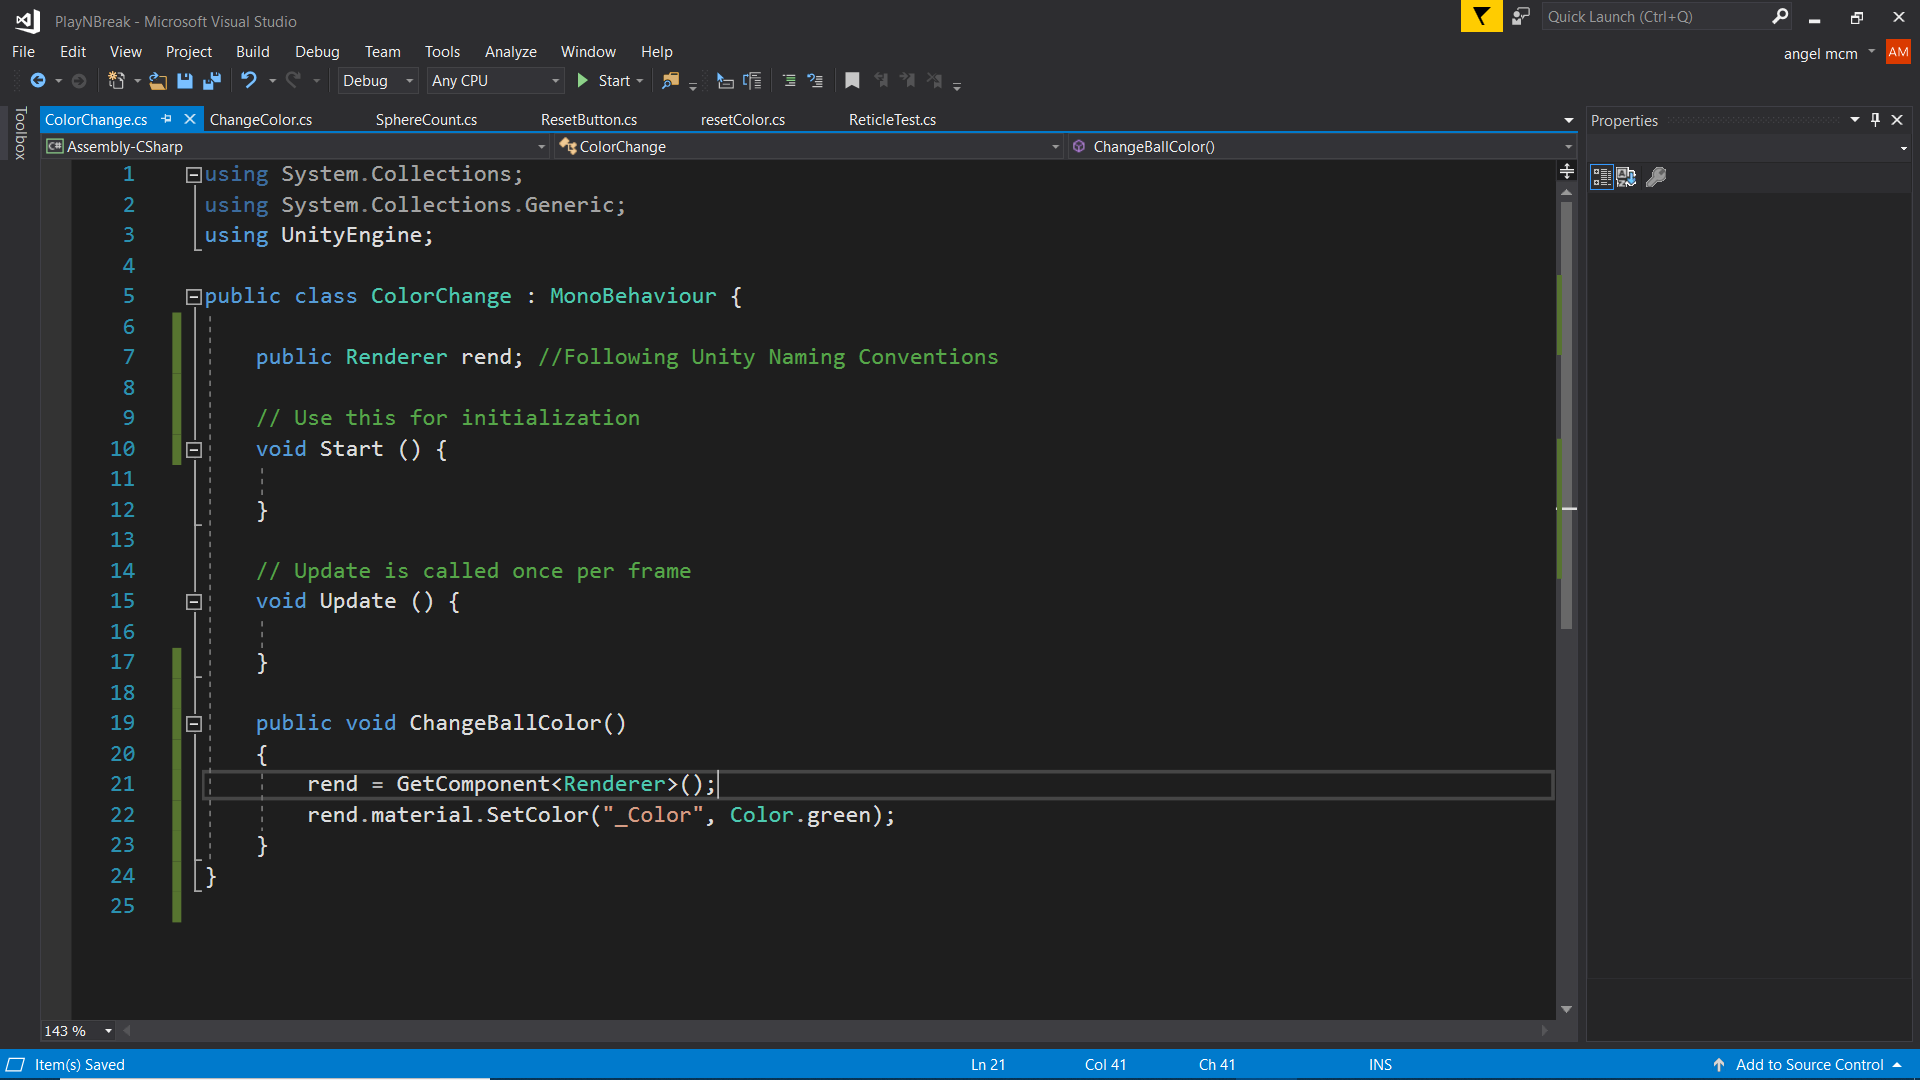 PlayNBreak - Microsoft Visual Studio
Quick Launch (Ctrl+Q)
File Edit View Project Build Debug Team Tools Analyze Window Help
angel mcm AM
Debug Any CPU Start
Toolbox
ColorChange.cs ChangeColor.cs SphereCount.cs ResetButton.cs resetColor.cs ReticleTest.cs
Properties
C# Assembly-CSharp ColorChange ChangeBallColor()
1 using System.Collections;
2 using System.Collections.Generic;
3 using UnityEngine;
4
5 public class ColorChange : MonoBehaviour {
6
7 public Renderer rend; //Following Unity Naming Conventions
8
9 // Use this for initialization
10 void Start () {
11
12 }
13
14 // Update is called once per frame
15 void Update () {
16
17 }
18
19 public void ChangeBallColor()
20 {
21 rend = GetComponent<Renderer>();
22 rend.material.SetColor("_Color", Color.green);
23 }
24 }
25
143 %
Item(s) Saved Ln 21 Col 41 Ch 41 INS Add to Source Control